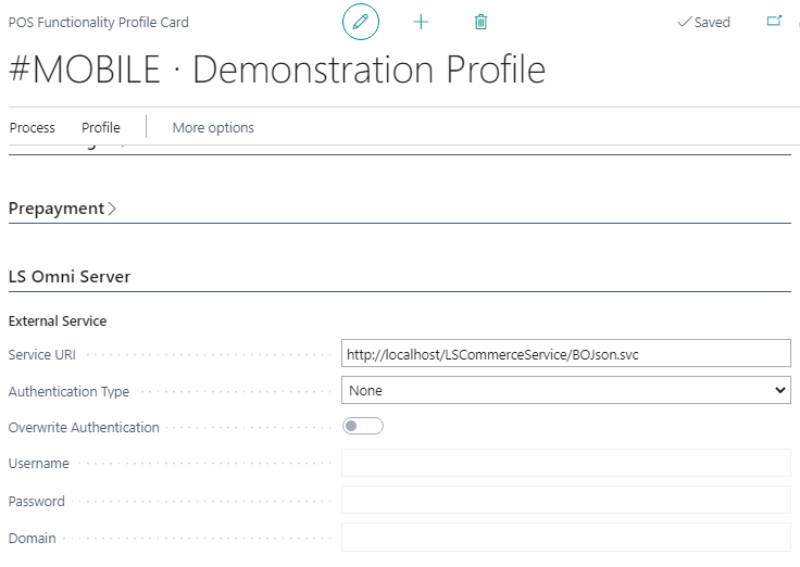 POS Functionality Profile Card
Saved
#MOBILE · Demonstration Profile
Process Profile More options
Prepayment
LS Omni Server
External Service
Service URI http://localhost/LSCommerceService/BOJson.svc
Authentication Type None
Overwrite Authentication
Username
Password
Domain